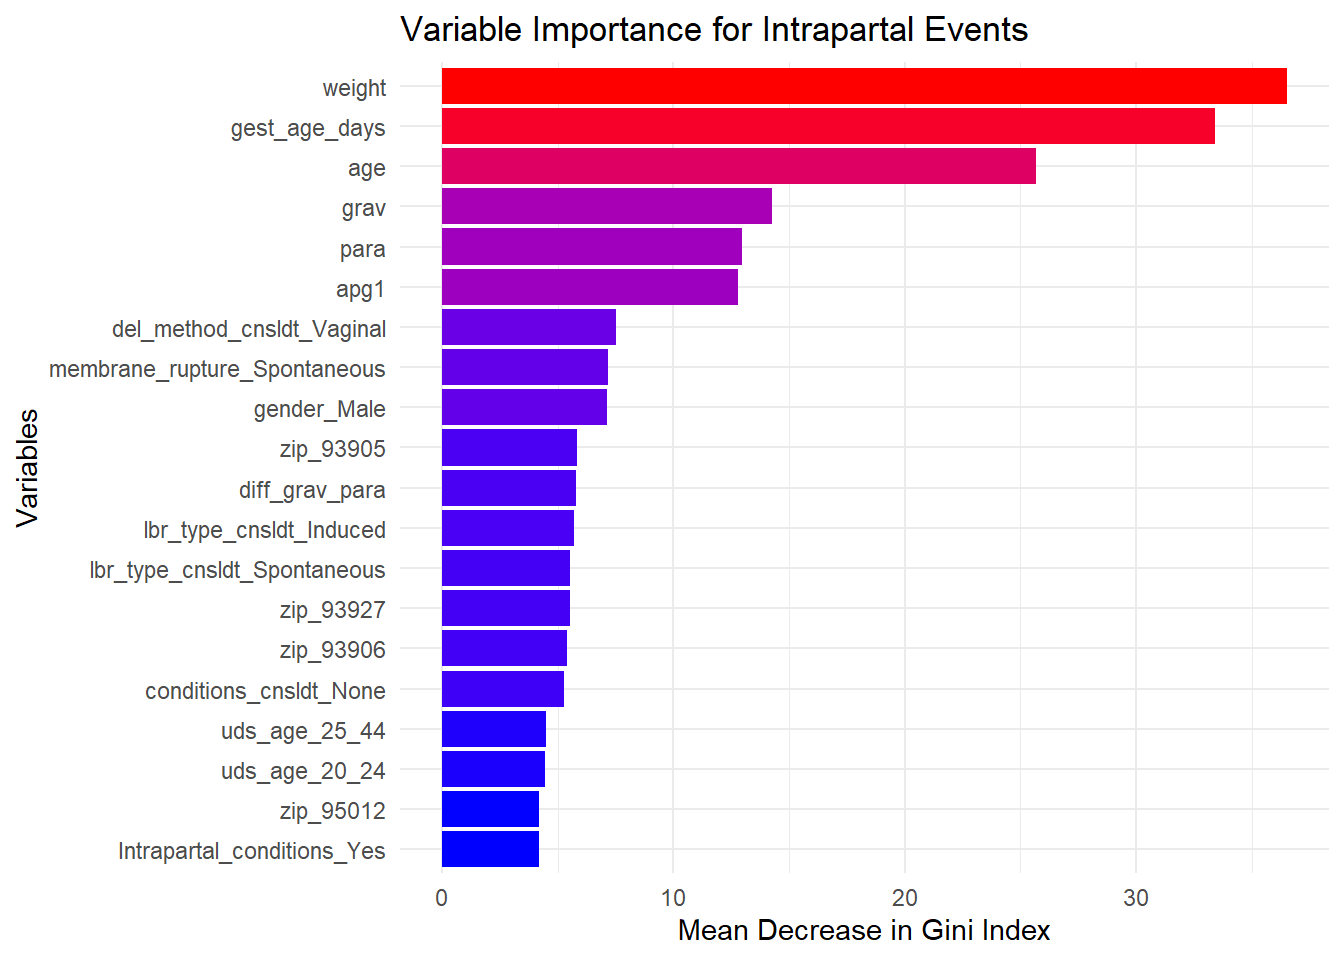 Variable Importance for Intrapartal Events
weight
gest_age_days
age
grav
para
apg1
del_method_cnsldt_Vaginal
membrane_rupture_Spontaneous
gender_Male
zip_93905
diff_grav_para
lbr_type_cnsldt_Induced
lbr_type_cnsldt_Spontaneous
zip_93927
zip_93906
conditions_cnsldt_None
uds_age_25_44
uds_age_20_24
zip_95012
Intrapartal_conditions_Yes
Variables
0 10 20 30
Mean Decrease in Gini Index